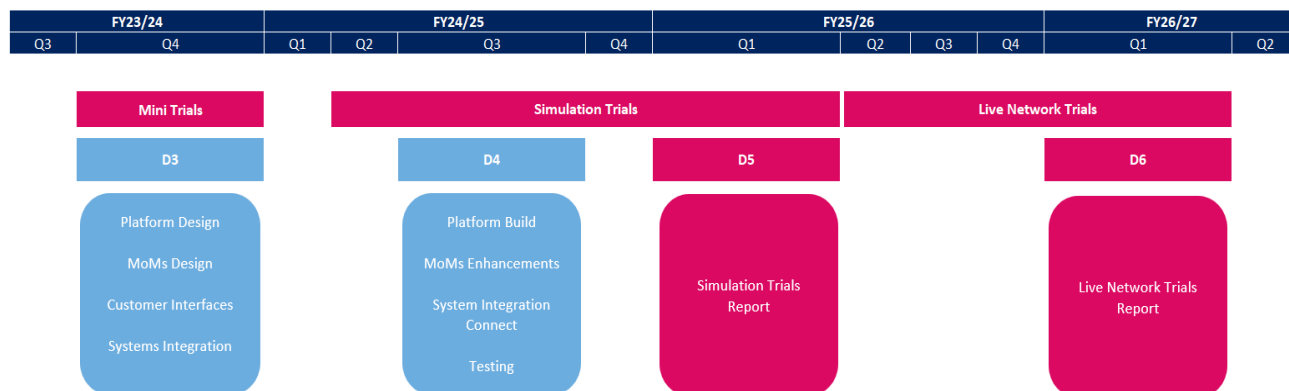 FY23/24 FY24/25 FY25/26 FY26/27
Q3 Q4 Q1 Q2 Q3 Q4 Q1 Q2 Q3 Q4 Q1 Q2
Mini Trials Simulation Trials Live Network Trials
D3 D4 D5 D6
Platform Design
MoMs Design
Customer Interfaces
Systems Integration
Platform Build
MoMs Enhancements
System Integration
Connect
Testing
Simulation Trials
Report
Live Network Trials
Report